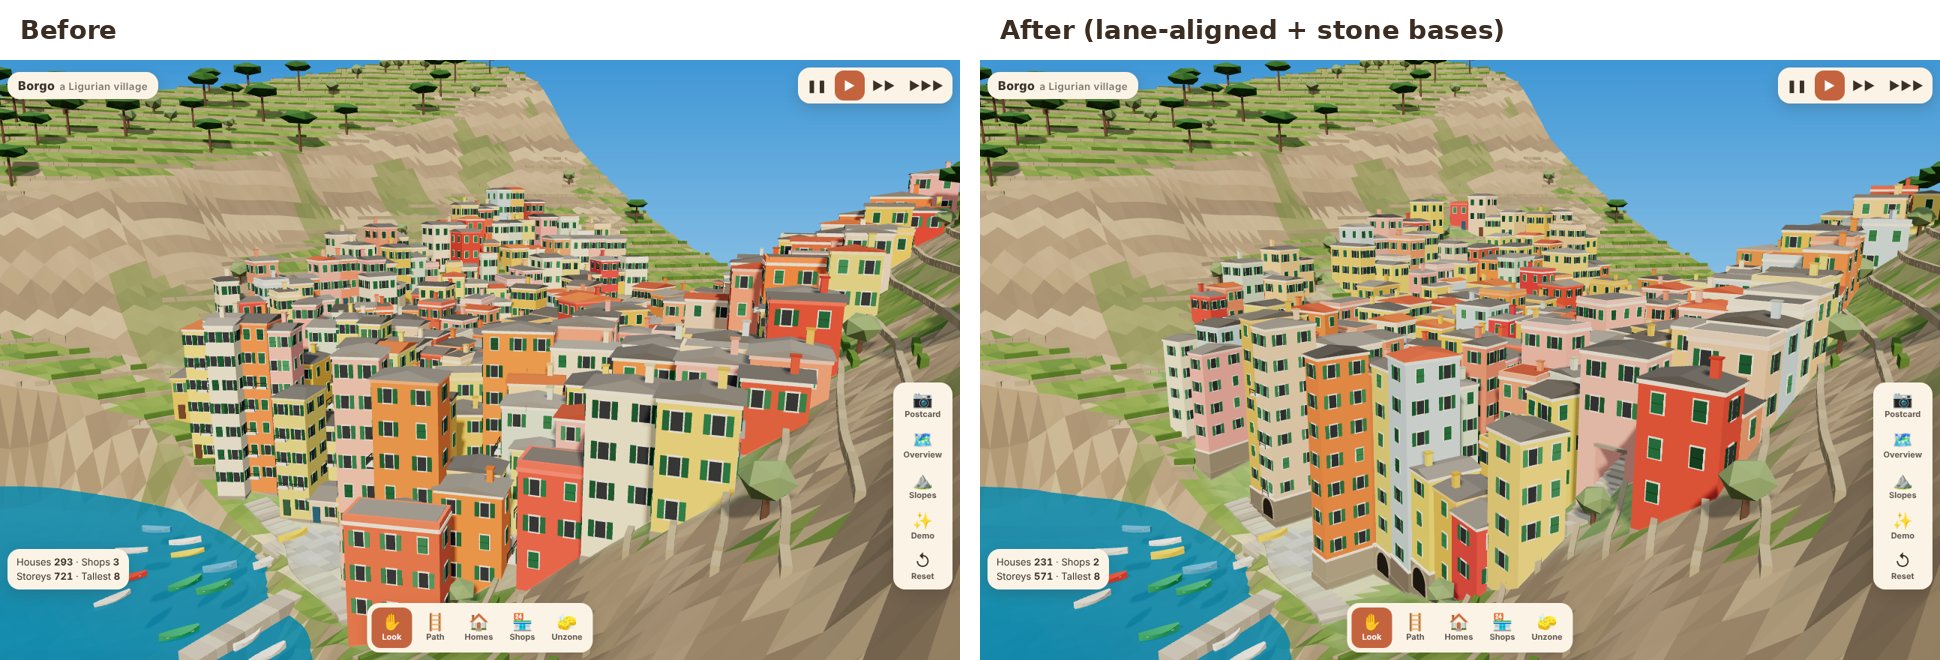 Before
After (lane-aligned + stone bases)
Borgo a Ligurian village
Postcard
Overview
Slopes
Demo
Reset
Houses 293 · Shops 3
Storeys 721 · Tallest 8
Look
Path
Homes
Shops
Unzone
Borgo a Ligurian village
Postcard
Overview
Slopes
Demo
Reset
Houses 231 · Shops 2
Storeys 571 · Tallest 8
Look
Path
Homes
Shops
Unzone